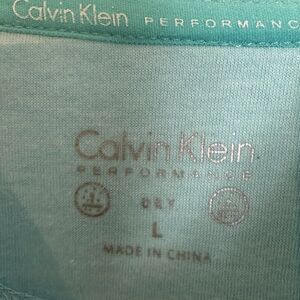 Calvin Klein PERFORMANC
Calvin Klein
PERFORMANCE
DRY
L
MADE IN CHINA